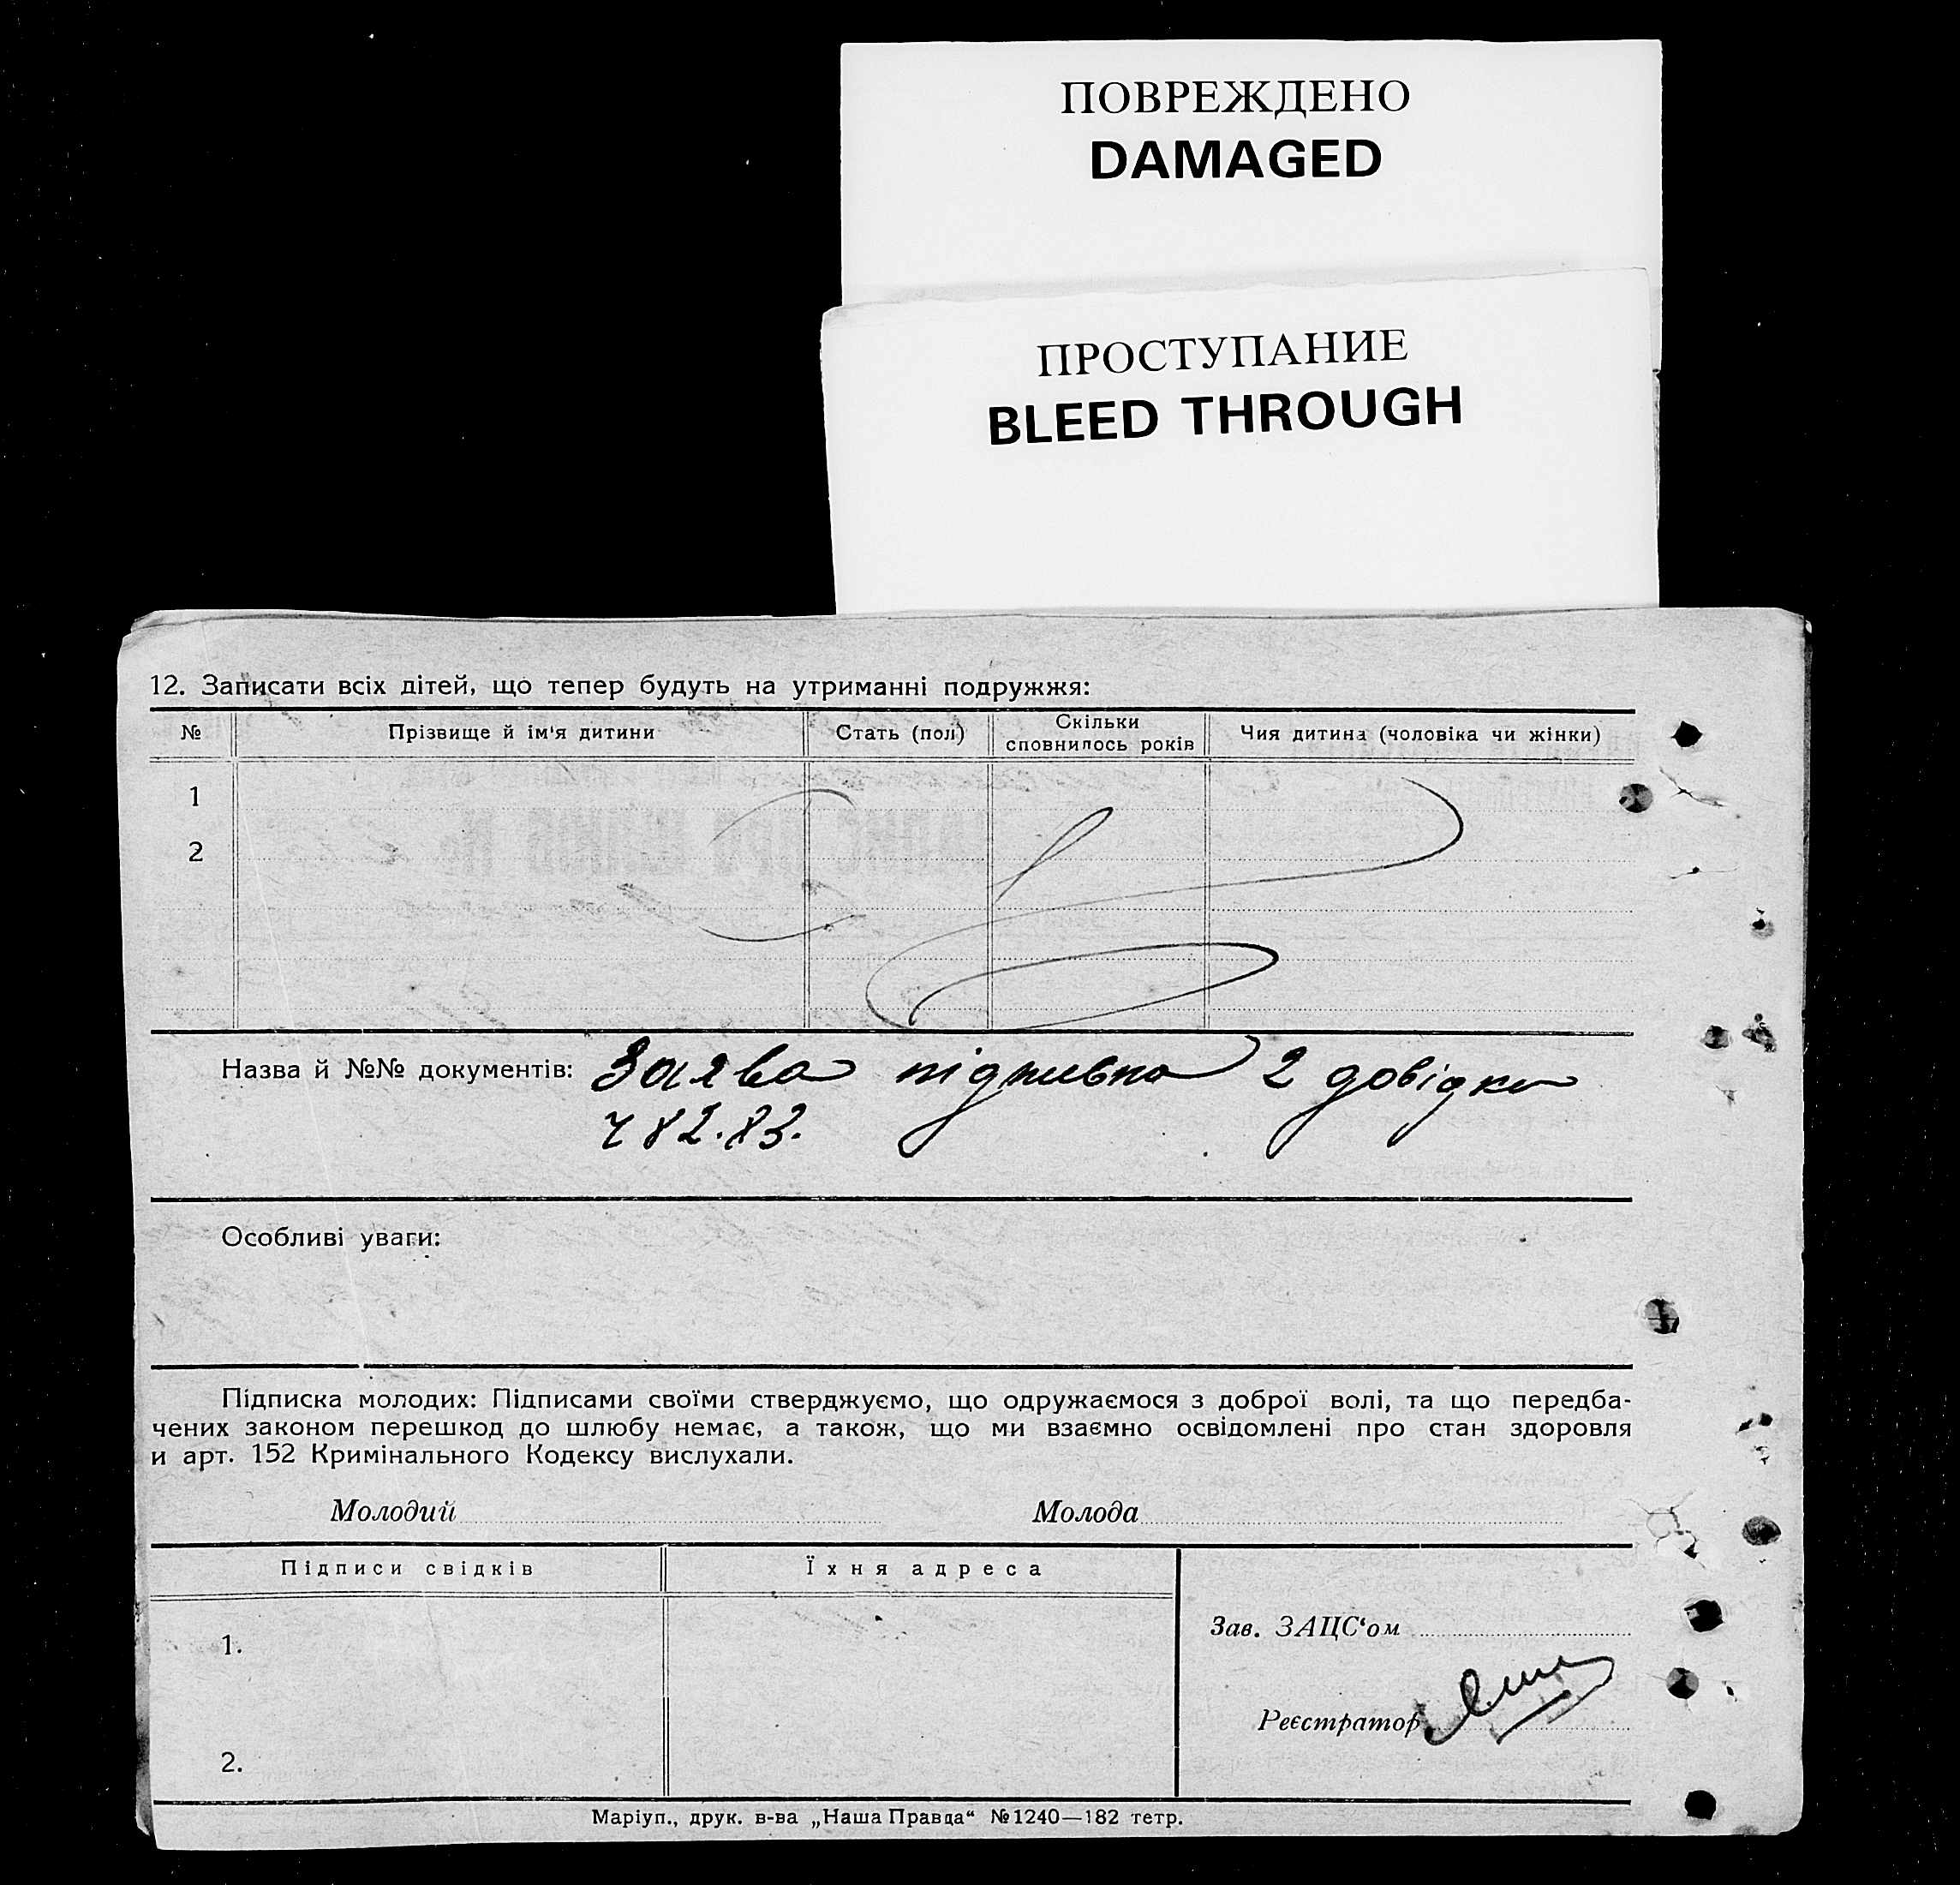 ПОВРЕЖДЕНО
DAMAGED
ПРОСТУПАНИЕ
BLEED THROUGH
12. Записати всіх дітей, що тепер будуть на утриманні подружжя:
№ Прізвище й ім'я дитини Стать (пол) Скільки сповнилось років Чия дитина (чоловіка чи жінки)
1
2
Назва й №№ документів: Заява 2 довідки
782.83.
Особливі уваги:
Підписка молодих: Підписами своїми стверджуємо, що одружаємося з доброї волі, та що передба-
чених законом перешкод до шлюбу немає, а також, що ми взаємно освідомлені про стан здоровля
и арт. 152 Кримінального Кодексу вислухали.
Молодий Молода
Підписи свідків Їхня адреса
Зав. ЗАЦС‘ом
1.
Реєстратор
2.
Маріуп., друк. в-ва „Наша Правда“ №1240—182 тетр.